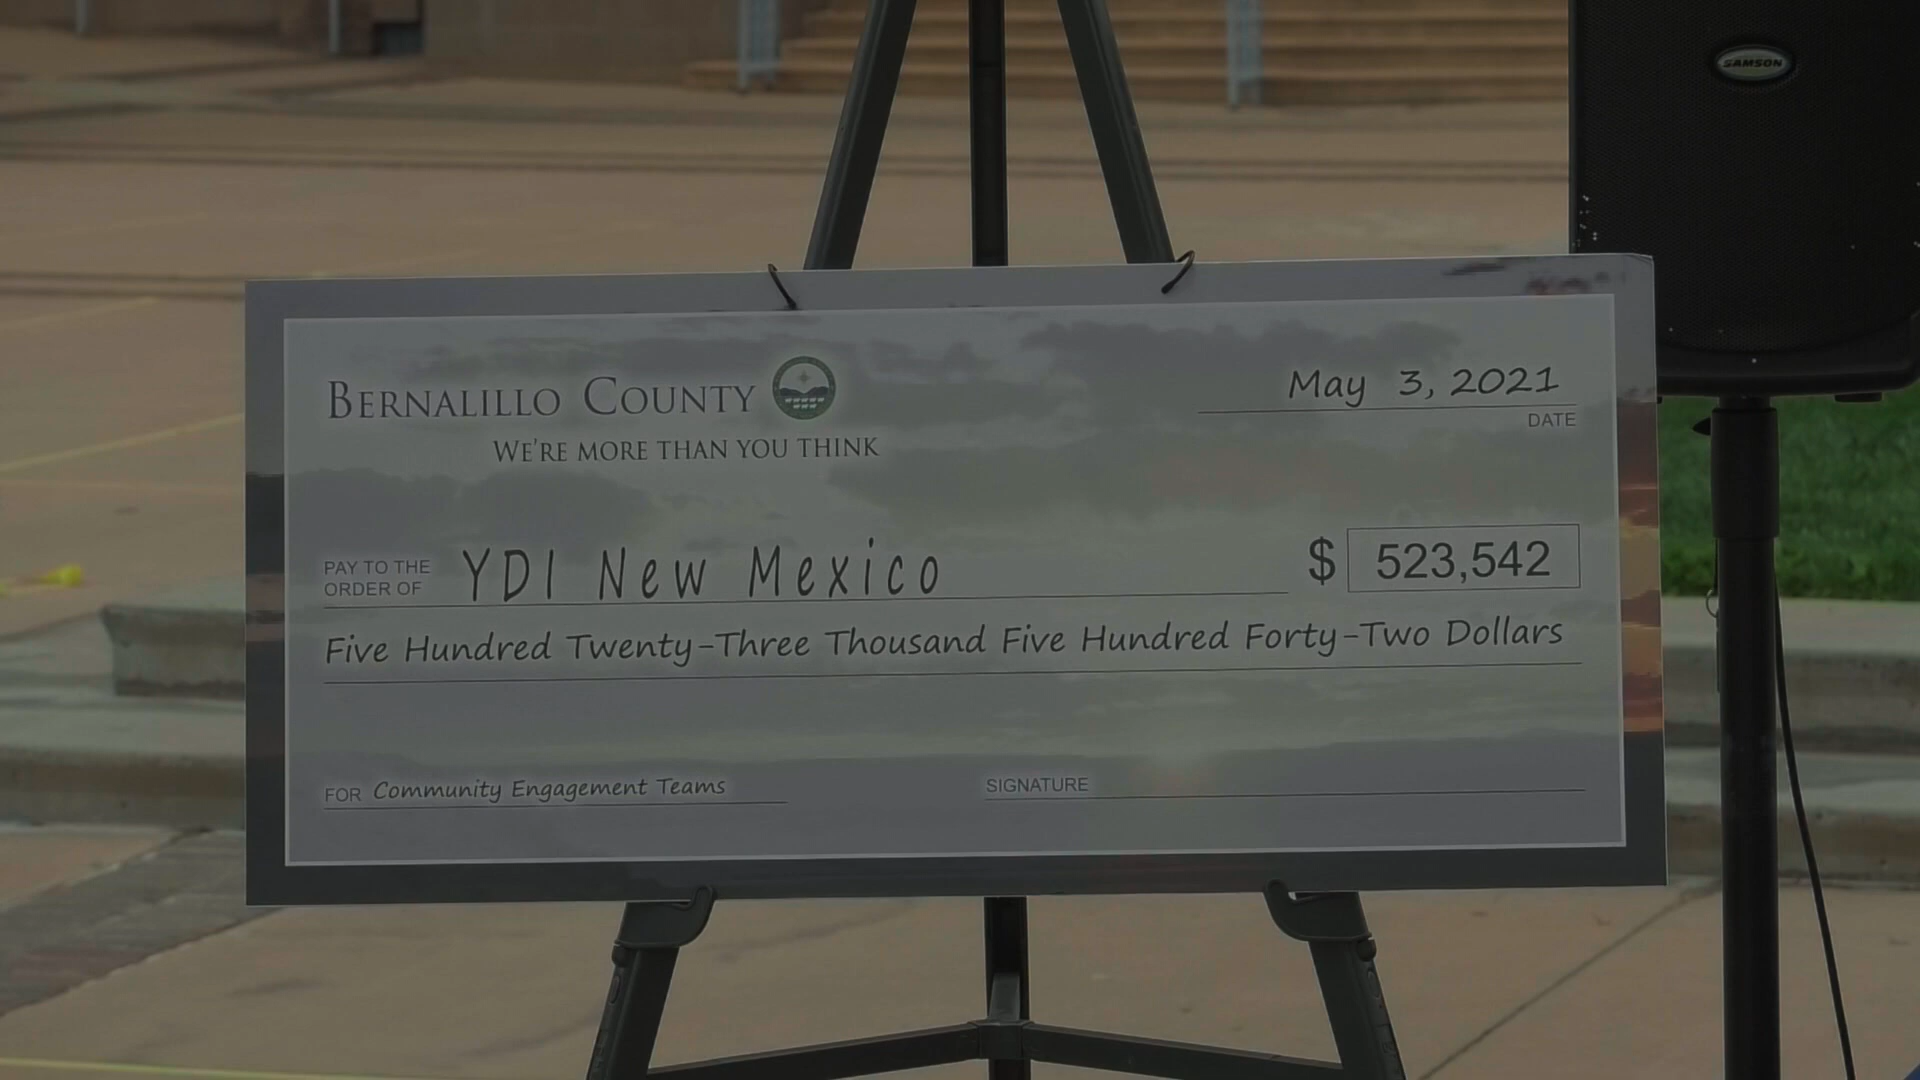 SAMSON
BERNALILLO COUNTY
WE'RE MORE THAN YOU THINK
May 3, 2021
DATE
PAY TO THE
ORDER OF
YDI New Mexico
$ 523,542
Five Hundred Twenty-Three Thousand Five Hundred Forty-Two Dollars
FOR Community Engagement Teams
SIGNATURE